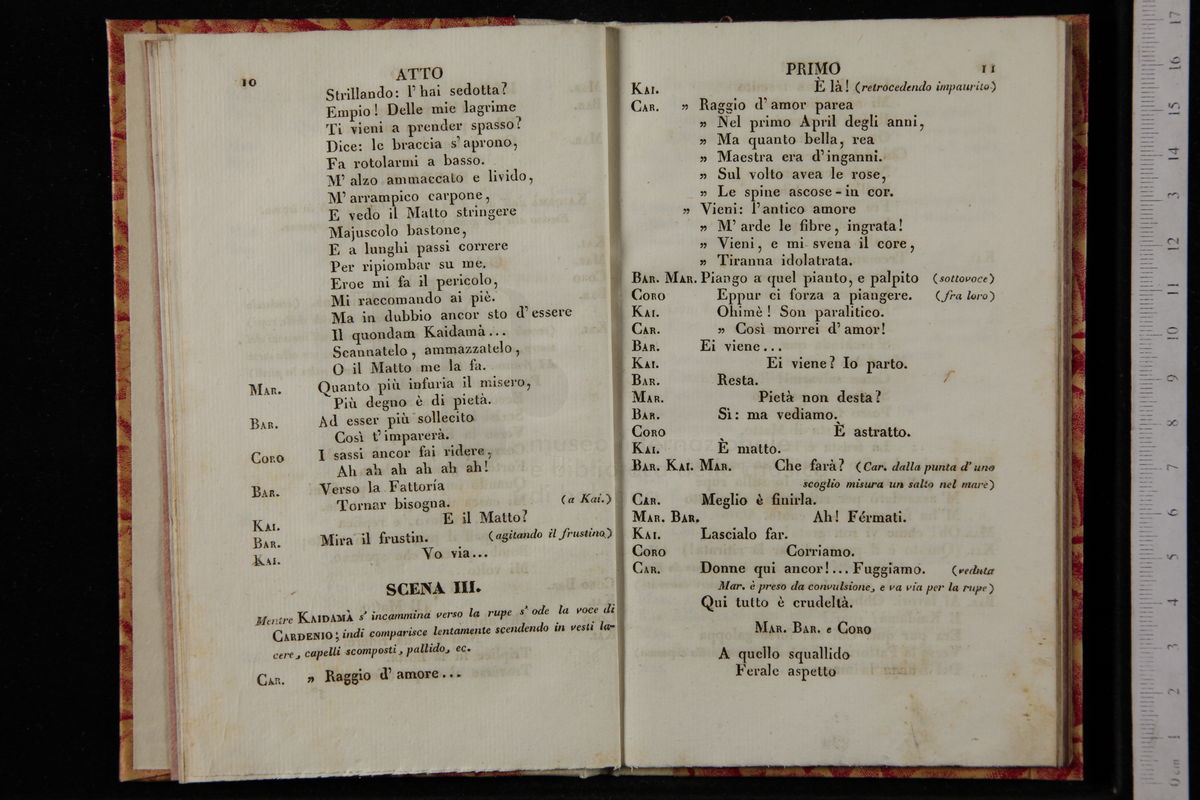 10
ATTO
Strillando: l'hai sedotta?
Empio! Delle mie lagrime
Ti vieni a prender spasso?
Dice: le braccia s'aprono,
Fa rotolarmi a basso.
M'alzo ammaccato e livido,
M'arrampico carpone,
E vedo il Matto stringere
Majuscolo bastone,
E a lunghi passi correre
Per ripiombar su me.
Eroe mi fa il pericolo,
Mi raccomando ai piè.
Ma in dubbio ancor sto d'essere
Il quondam Kaidamà...
Scannatelo, ammazzatelo,
O il Matto me la fa.
MAR. Quanto più infuria il misero,
Più degno è di pietà.
BAR. Ad esser più sollecito
Così t'imparerà.
CORO I sassi ancor fai ridere,
Ah ah ah ah ah ah!
BAR. Verso la Fattoria
Tornar bisogna. (a Kai.)
KAI. E il Matto?
BAR. Mira il frustin. (agitando il frustino)
KAI. Vo via...
SCENA III.
Mentre KAIDAMÀ s'incammina verso la rupe s'ode la voce di
CARDENIO; indi comparisce lentamente scendendo in vesti la-
cere, capelli scomposti, pallido, ec.
CAR. „ Raggio d'amore...
PRIMO
11
KAI. È là! (retrocedendo impaurito)
CAR. „ Raggio d'amor parea
„ Nel primo April degli anni,
„ Ma quanto bella, rea
„ Maestra era d'inganni.
„ Sul volto avea le rose,
„ Le spine ascose-in cor.
„ Vieni: l'antico amore
„ M'arde le fibre, ingrata!
„ Vieni, e mi svena il core,
„ Tiranna idolatrata.
BAR. MAR. Piango a quel pianto, e palpito (sottovoce)
CORO Eppur ci forza a piangere. (fra loro)
KAI. Ohimè! Son paralitico.
CAR. „ Così morrei d'amor!
BAR. Ei viene...
KAI. Ei viene? Io parto.
BAR. Resta.
MAR. Pietà non desta?
BAR. Sì: ma vediamo.
CORO È astratto.
KAI. È matto.
BAR. KAI. MAR. Che farà? (Car. dalla punta d'uno
scoglio misura un salto nel mare)
CAR. Meglio è finirla.
MAR. BAR. Ah! Férmati.
KAI. Lascialo far.
CORO Corriamo.
CAR. Donne qui ancor!... Fuggiamo. (veduta
Mar. è preso da convulsione, e va via per la rupe)
Qui tutto è crudeltà.
MAR. BAR. e CORO
A quello squallido
Ferale aspetto